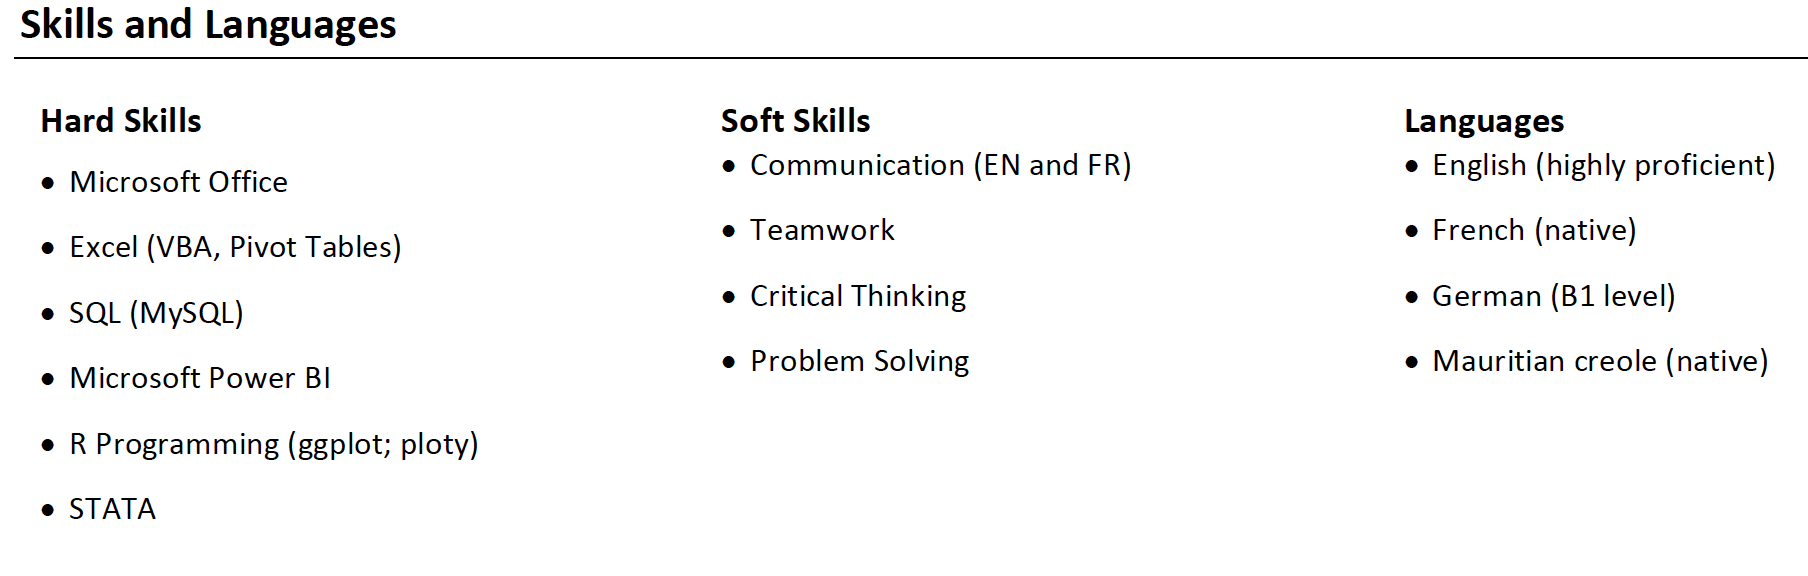 Skills and Languages
Hard Skills
• Microsoft Office
• Excel (VBA, Pivot Tables)
• SQL (MySQL)
• Microsoft Power BI
• R Programming (ggplot; ploty)
• STATA
Soft Skills
• Communication (EN and FR)
• Teamwork
• Critical Thinking
• Problem Solving
Languages
• English (highly proficient)
• French (native)
• German (B1 level)
• Mauritian creole (native)